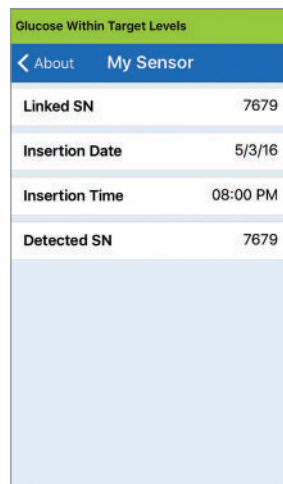 Glucose Within Target Levels
About My Sensor
Linked SN 7679
Insertion Date 5/3/16
Insertion Time 08:00 PM
Detected SN 7679